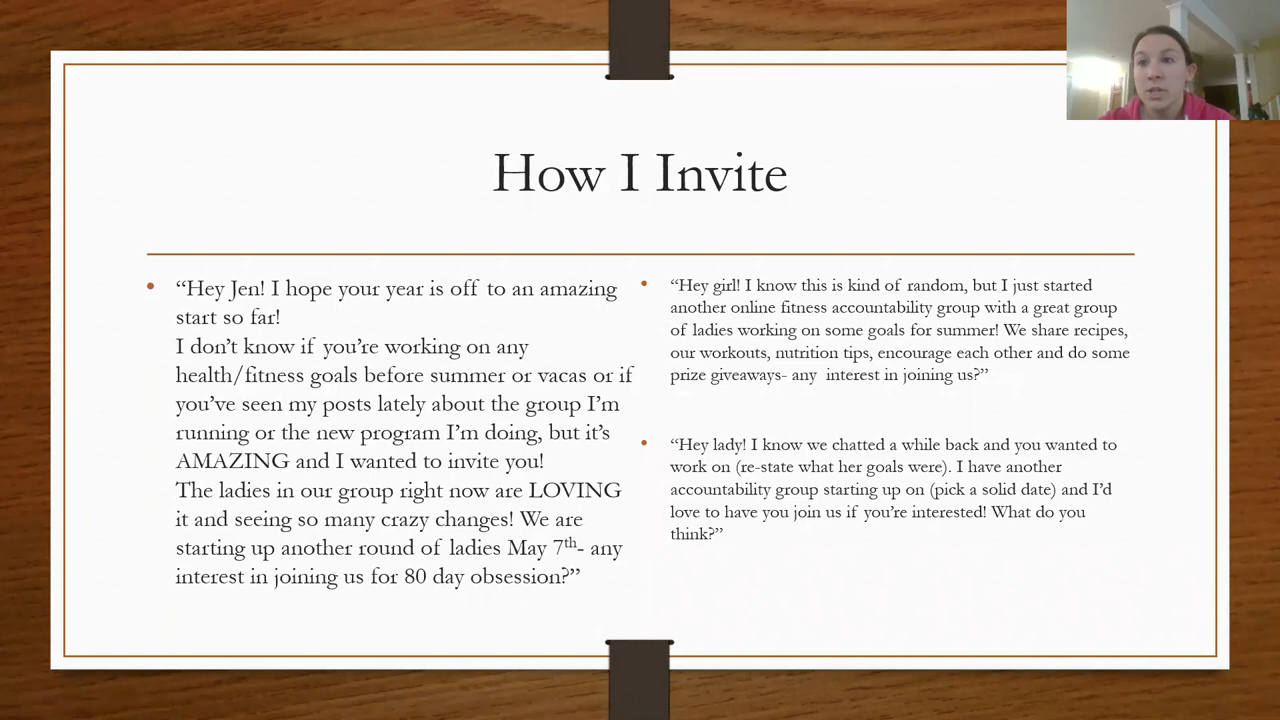 How I Invite
“Hey Jen! I hope your year is off to an amazing
start so far!
I don’t know if you’re working on any
health/fitness goals before summer or vacas or if
you’ve seen my posts lately about the group I’m
running or the new program I’m doing, but it’s
AMAZING and I wanted to invite you!
The ladies in our group right now are LOVING
it and seeing so many crazy changes! We are
starting up another round of ladies May 7th- any
interest in joining us for 80 day obsession?”
“Hey girl! I know this is kind of random, but I just started
another online fitness accountability group with a great group
of ladies working on some goals for summer! We share recipes,
our workouts, nutrition tips, encourage each other and do some
prize giveaways- any interest in joining us?”
“Hey lady! I know we chatted a while back and you wanted to
work on (re-state what her goals were). I have another
accountability group starting up on (pick a solid date) and I’d
love to have you join us if you’re interested! What do you
think?”